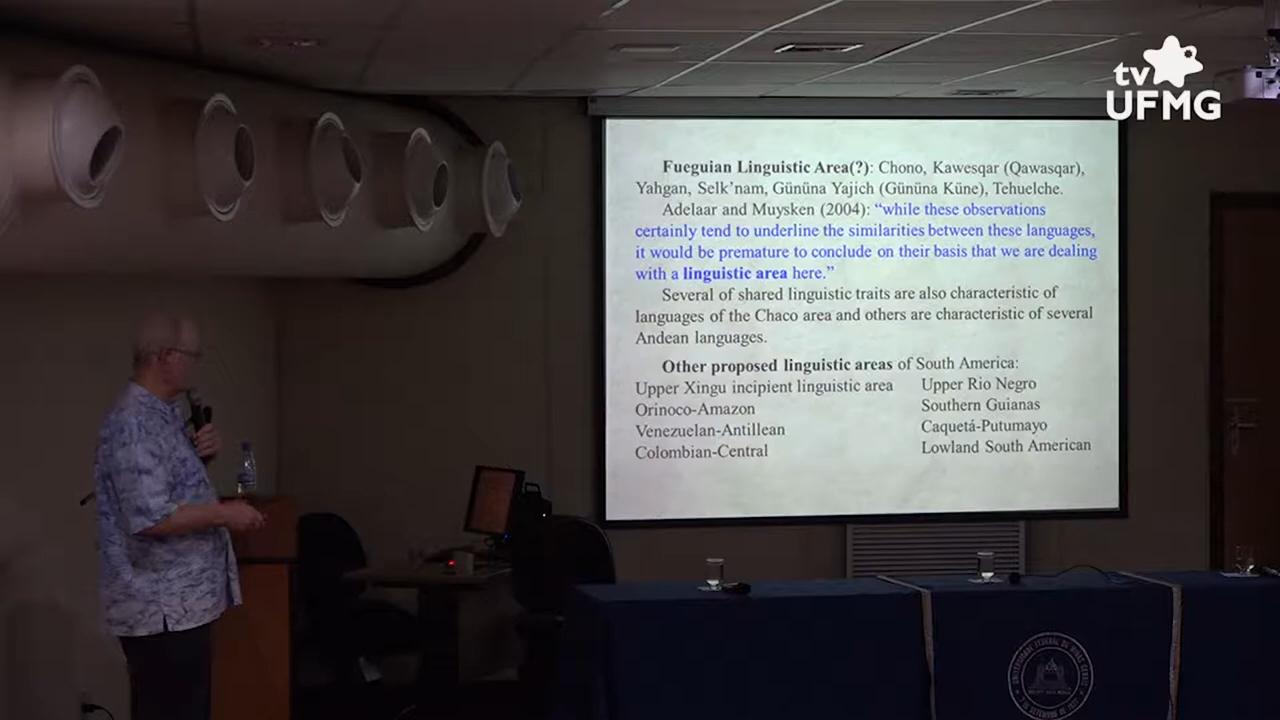 tv
UFMG
Fueguian Linguistic Area(?): Chono, Kawesqar (Qawasqar),
Yahgan, Selk’nam, Gününa Yajich (Gününa Küne), Tehuelche.
Adelaar and Muysken (2004): “while these observations
certainly tend to underline the similarities between these languages,
it would be premature to conclude on their basis that we are dealing
with a linguistic area here.”
Several of shared linguistic traits are also characteristic of
languages of the Chaco area and others are characteristic of several
Andean languages.
Other proposed linguistic areas of South America:
Upper Xingu incipient linguistic area
Orinoco-Amazon
Venezuelan-Antillean
Colombian-Central
Upper Rio Negro
Southern Guianas
Caquetá-Putumayo
Lowland South American
UNIVERSIDADE FEDERAL DE MINAS GERAIS